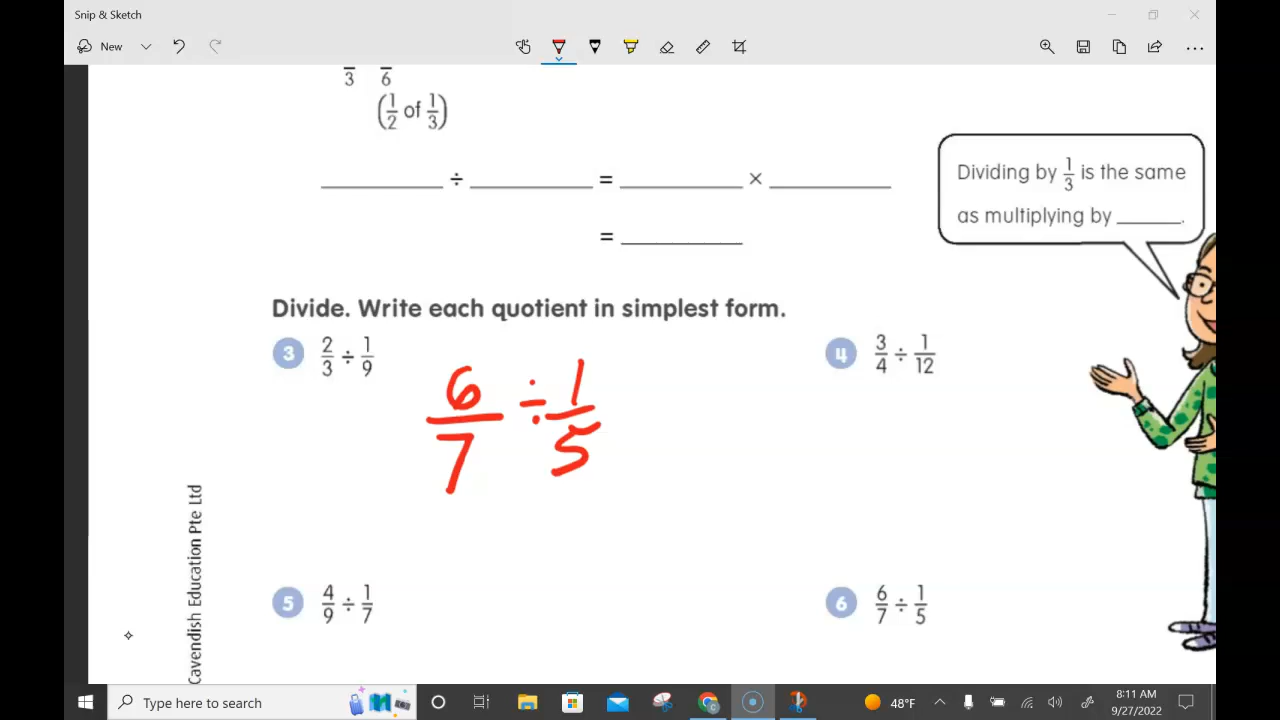 Snip & Sketch
New
3 6
(1/2 of 1/3)
÷ = ×
=
Dividing by 1/3 is the same
as multiplying by ______.
Divide. Write each quotient in simplest form.
3 2/3 ÷ 1/9
6/7 ÷ 1/5
4 3/4 ÷ 1/12
5 4/9 ÷ 1/7
6 6/7 ÷ 1/5
Cavendish Education Pte Ltd
Type here to search
48°F
8:11 AM
9/27/2022